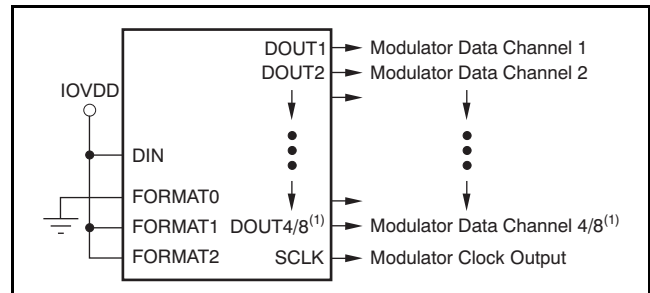 DOUT1 Modulator Data Channel 1
DOUT2 Modulator Data Channel 2
IOVDD
DIN
FORMAT0
FORMAT1 DOUT4/8(1) Modulator Data Channel 4/8(1)
FORMAT2 SCLK Modulator Clock Output